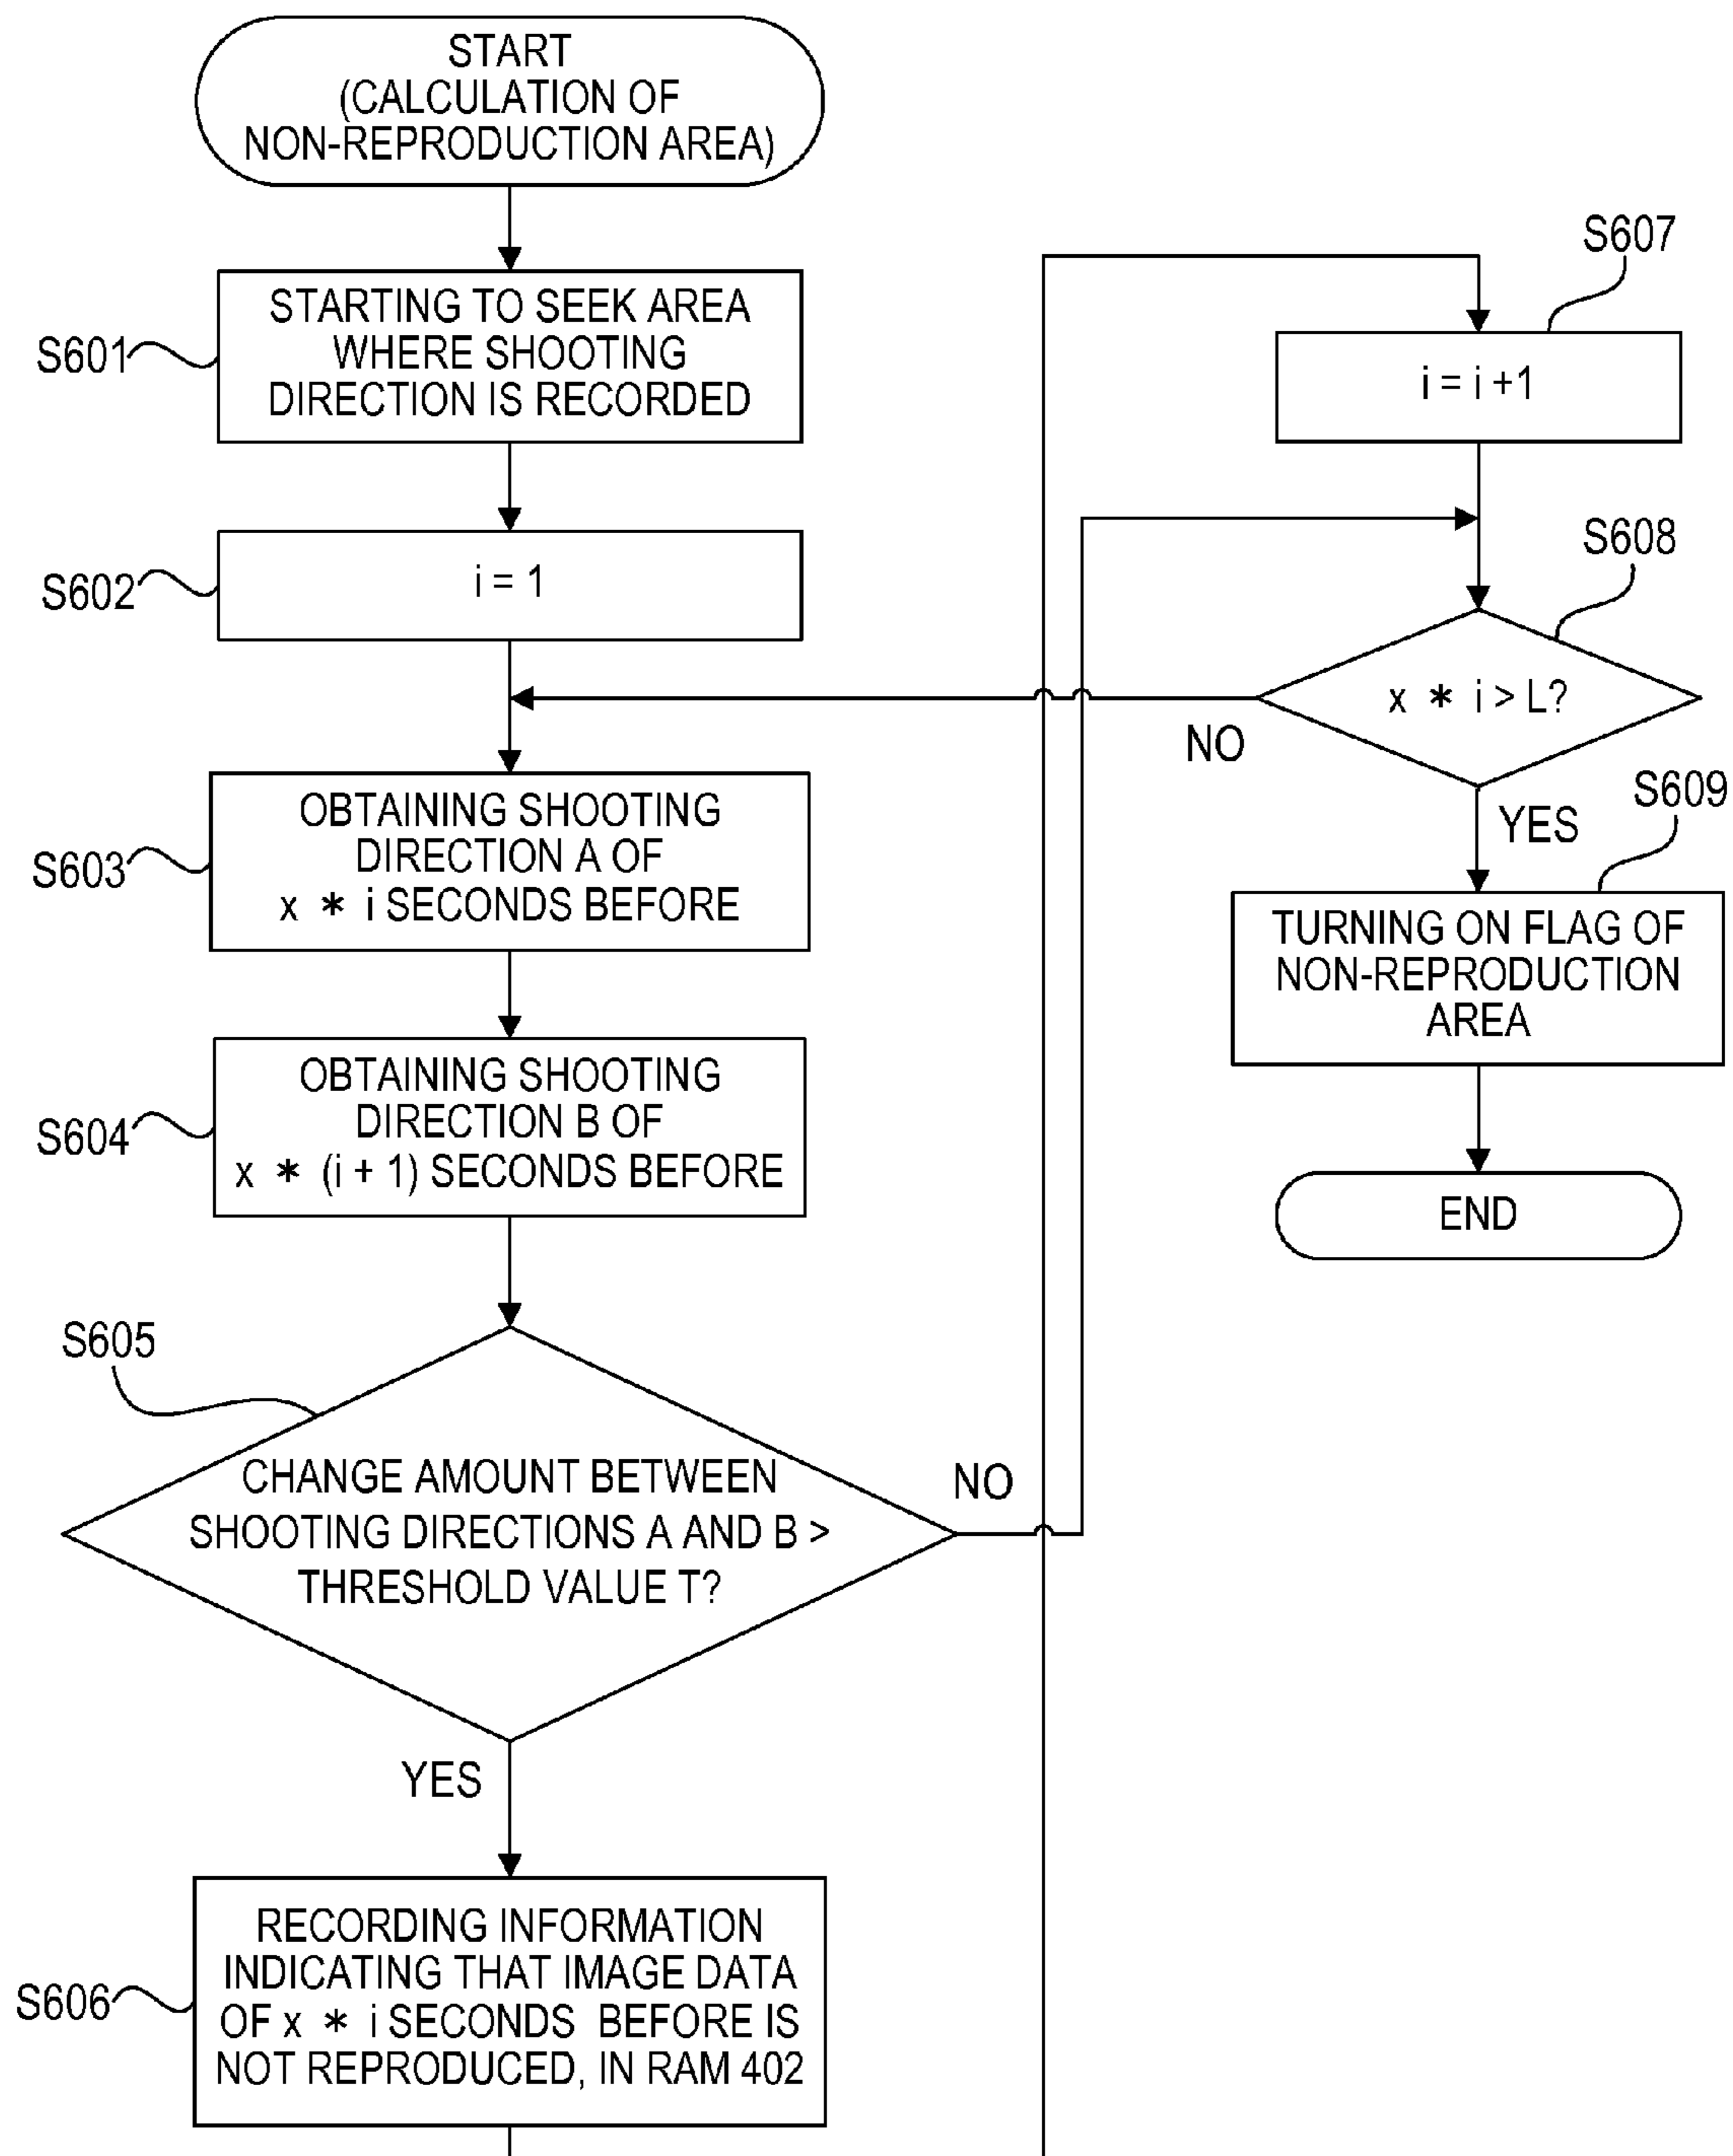 START
(CALCULATION OF
NON-REPRODUCTION AREA)
S601
STARTING TO SEEK AREA
WHERE SHOOTING
DIRECTION IS RECORDED
S602
i = 1
S603
OBTAINING SHOOTING
DIRECTION A OF
x * i SECONDS BEFORE
S604
OBTAINING SHOOTING
DIRECTION B OF
x * (i + 1) SECONDS BEFORE
S605
CHANGE AMOUNT BETWEEN
SHOOTING DIRECTIONS A AND B >
THRESHOLD VALUE T?
NO
YES
S606
RECORDING INFORMATION
INDICATING THAT IMAGE DATA
OF x * i SECONDS BEFORE IS
NOT REPRODUCED, IN RAM 402
S607
i = i +1
S608
x * i > L?
NO
YES
S609
TURNING ON FLAG OF
NON-REPRODUCTION
AREA
END